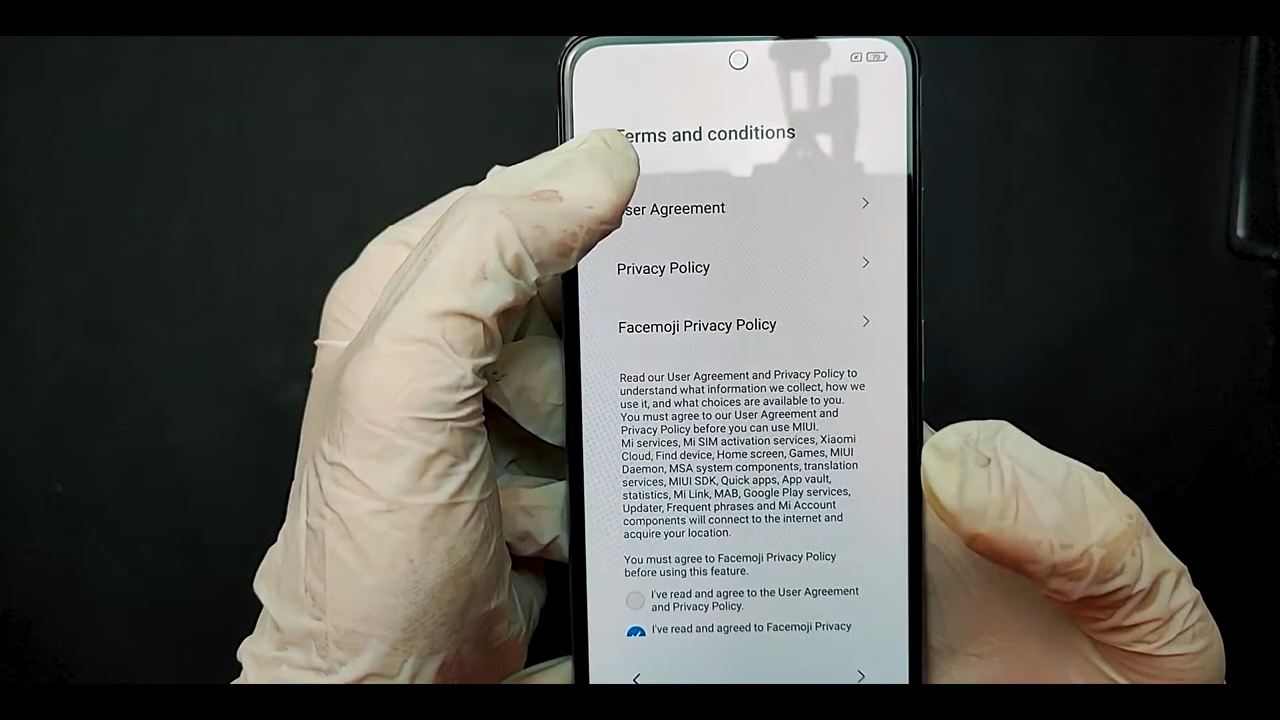 Terms and conditions
User Agreement
Privacy Policy
Facemoji Privacy Policy
Read our User Agreement and Privacy Policy to
understand what information we collect, how we
use it, and what choices are available to you.
You must agree to our User Agreement and
Privacy Policy before you can use MIUI.
Mi services, Mi SIM activation services, Xiaomi
Cloud, Find device, Home screen, Games, MIUI
Daemon, MSA system components, translation
services, MIUI SDK, Quick apps, App vault,
statistics, Mi Link, MAB, Google Play services,
Updater, Frequent phrases and Mi Account
components will connect to the internet and
acquire your location.
You must agree to Facemoji Privacy Policy
before using this feature.
I've read and agree to the User Agreement
and Privacy Policy.
I've read and agreed to Facemoji Privacy